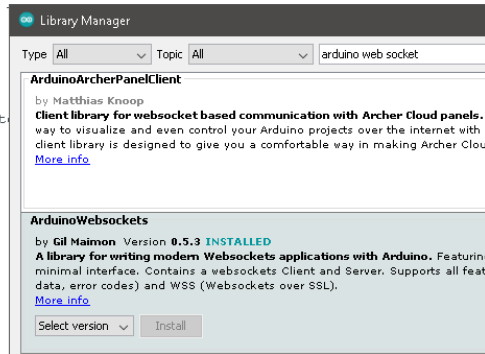 Library Manager
Type All Topic All arduino web socket
ArduinoArcherPanelClient
by Matthias Knoop
Client library for websocket based communication with Archer Cloud panels.
way to visualize and even control your Arduino projects over the internet with
client library is designed to give you a comfortable way in making Archer Clou
More info
ArduinoWebsockets
by Gil Maimon Version 0.5.3 INSTALLED
A library for writing modern Websockets applications with Arduino. Featurin
minimal interface. Contains a websockets Client and Server. Supports all feat
data, error codes) and WSS (Websockets over SSL).
More info
Select version Install